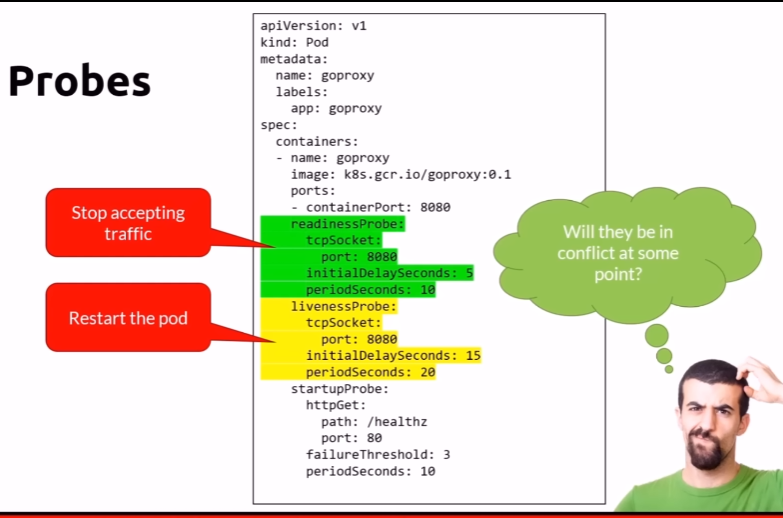 Probes
apiVersion: v1
kind: Pod
metadata:
  name: goproxy
  labels:
    app: goproxy
spec:
  containers:
  - name: goproxy
    image: k8s.gcr.io/goproxy:0.1
    ports:
    - containerPort: 8080
    readinessProbe:
      tcpSocket:
        port: 8080
      initialDelaySeconds: 5
      periodSeconds: 10
    livenessProbe:
      tcpSocket:
        port: 8080
      initialDelaySeconds: 15
      periodSeconds: 20
    startupProbe:
      httpGet:
        path: /healthz
        port: 80
      failureThreshold: 3
      periodSeconds: 10
Stop accepting
traffic
Restart the pod
Will they be in
conflict at some
point?